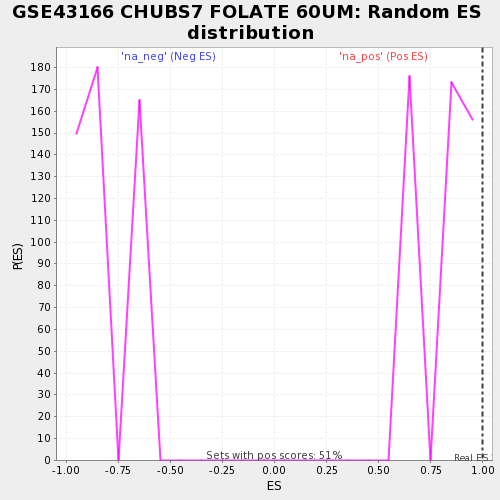 GSE43166 CHUBS7 FOLATE 60UM: Random ES
distribution
'na_neg' (Neg ES)
'na_pos' (Pos ES)
180
170
160
150
140
130
120
110
100
90
80
70
60
50
40
30
20
10
0
P(ES)
Sets with pos scores: 51%
Real ES
-1.00 -0.75 -0.50 -0.25 0.00 0.25 0.50 0.75 1.00
ES